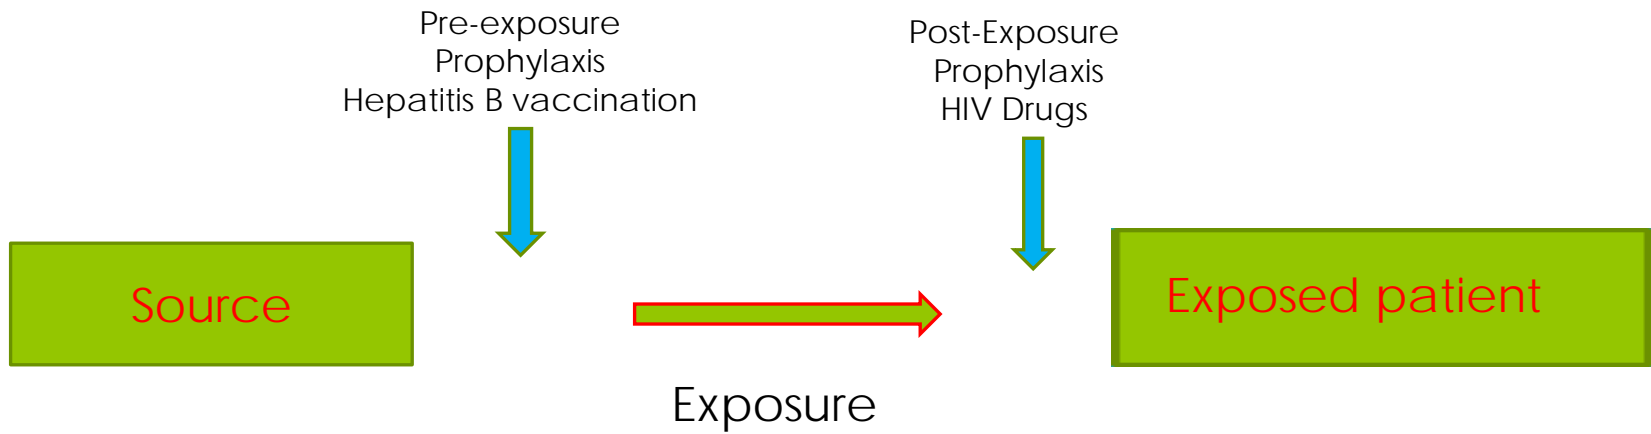 Pre-exposure
Prophylaxis
Hepatitis B vaccination
Post-Exposure
Prophylaxis
HIV Drugs
Source
Exposed patient
Exposure